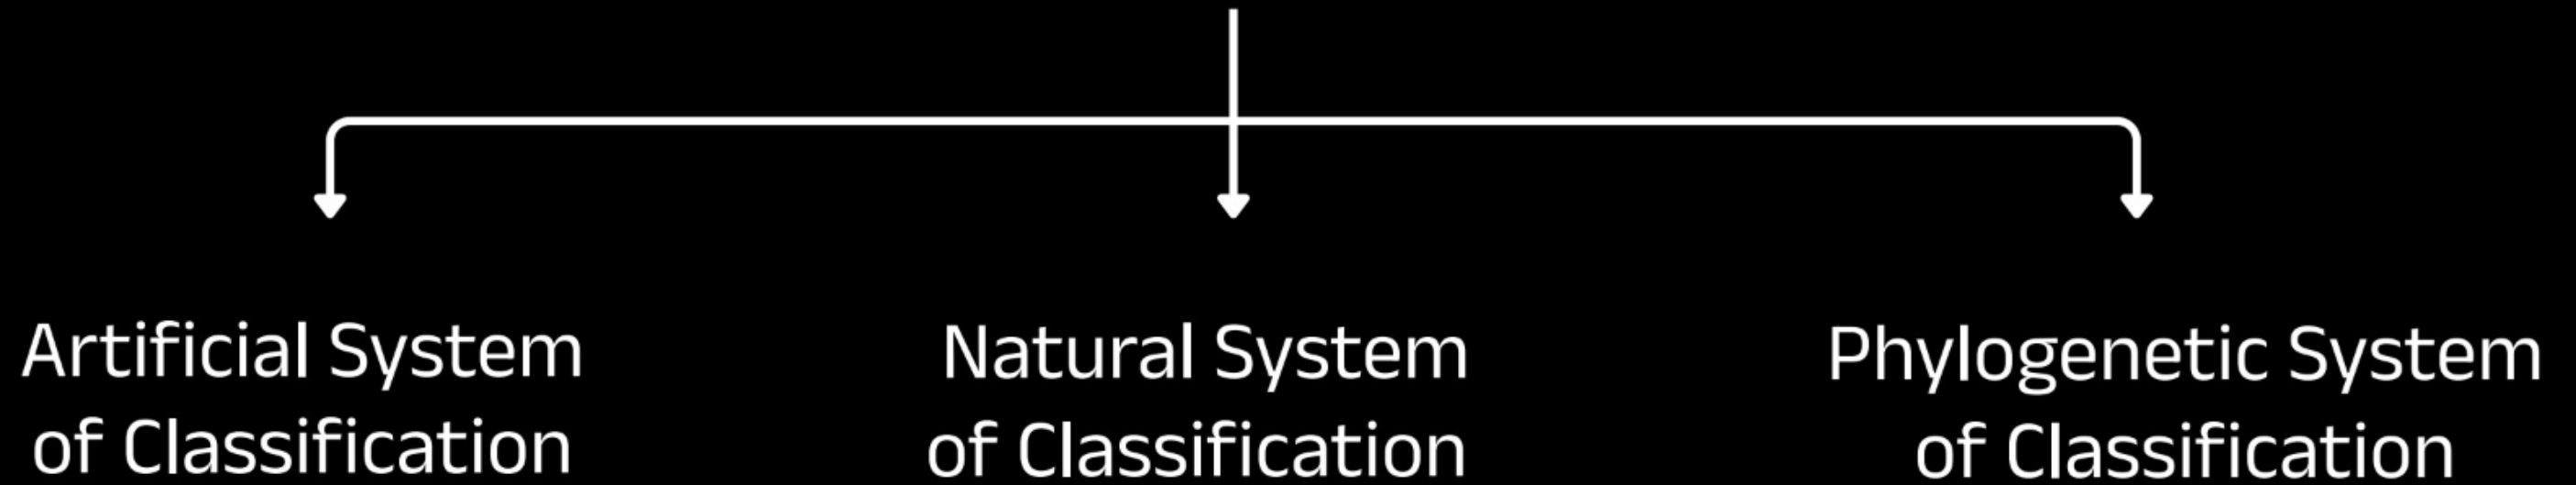 Artificial System
of Classification
Natural System
of Classification
Phylogenetic System
of Classification